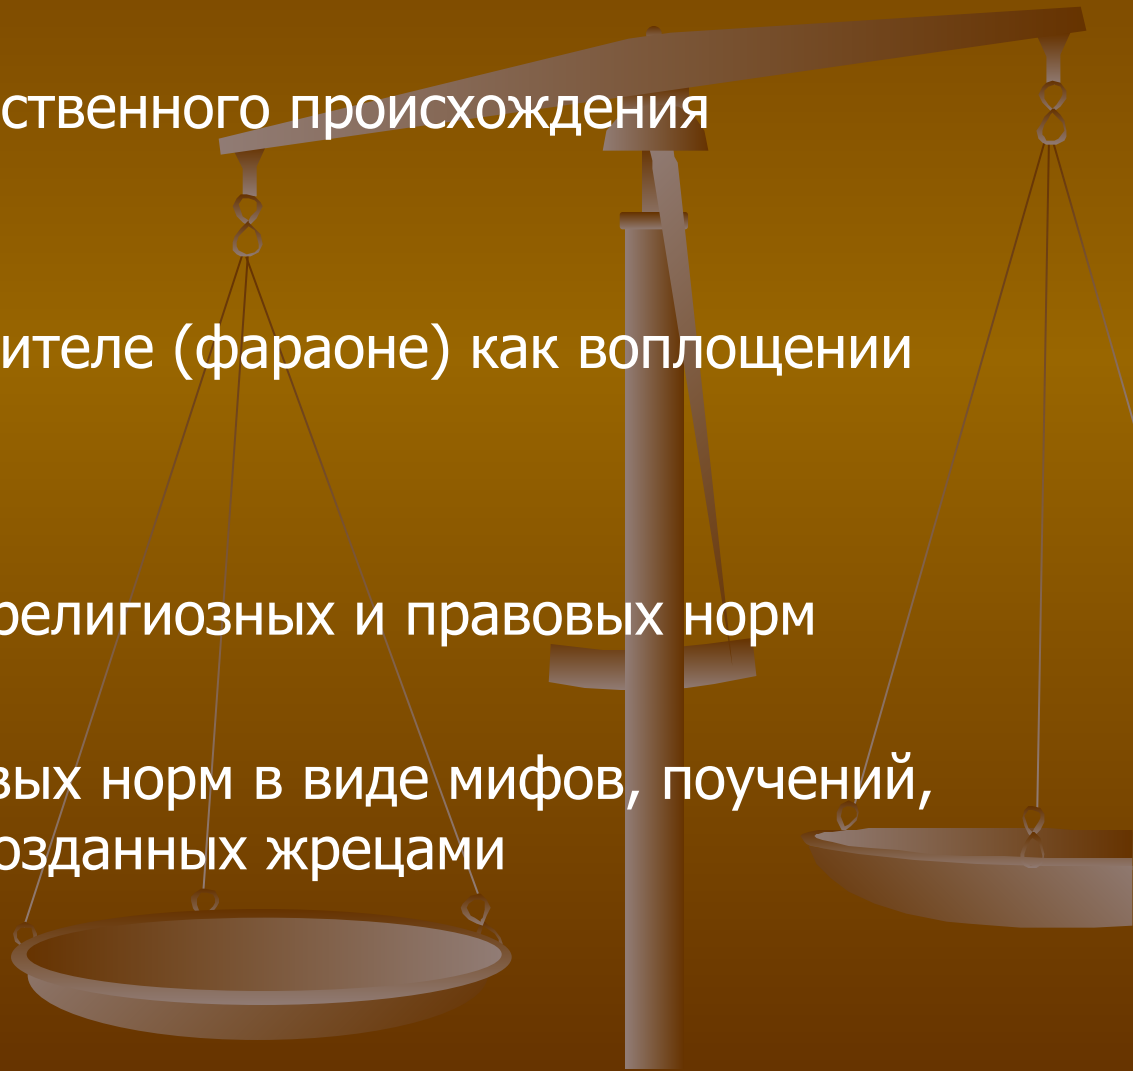 ственного происхождения
ителе (фараоне) как воплощении
религиозных и правовых норм
вых норм в виде мифов, поучений,
озданных жрецами